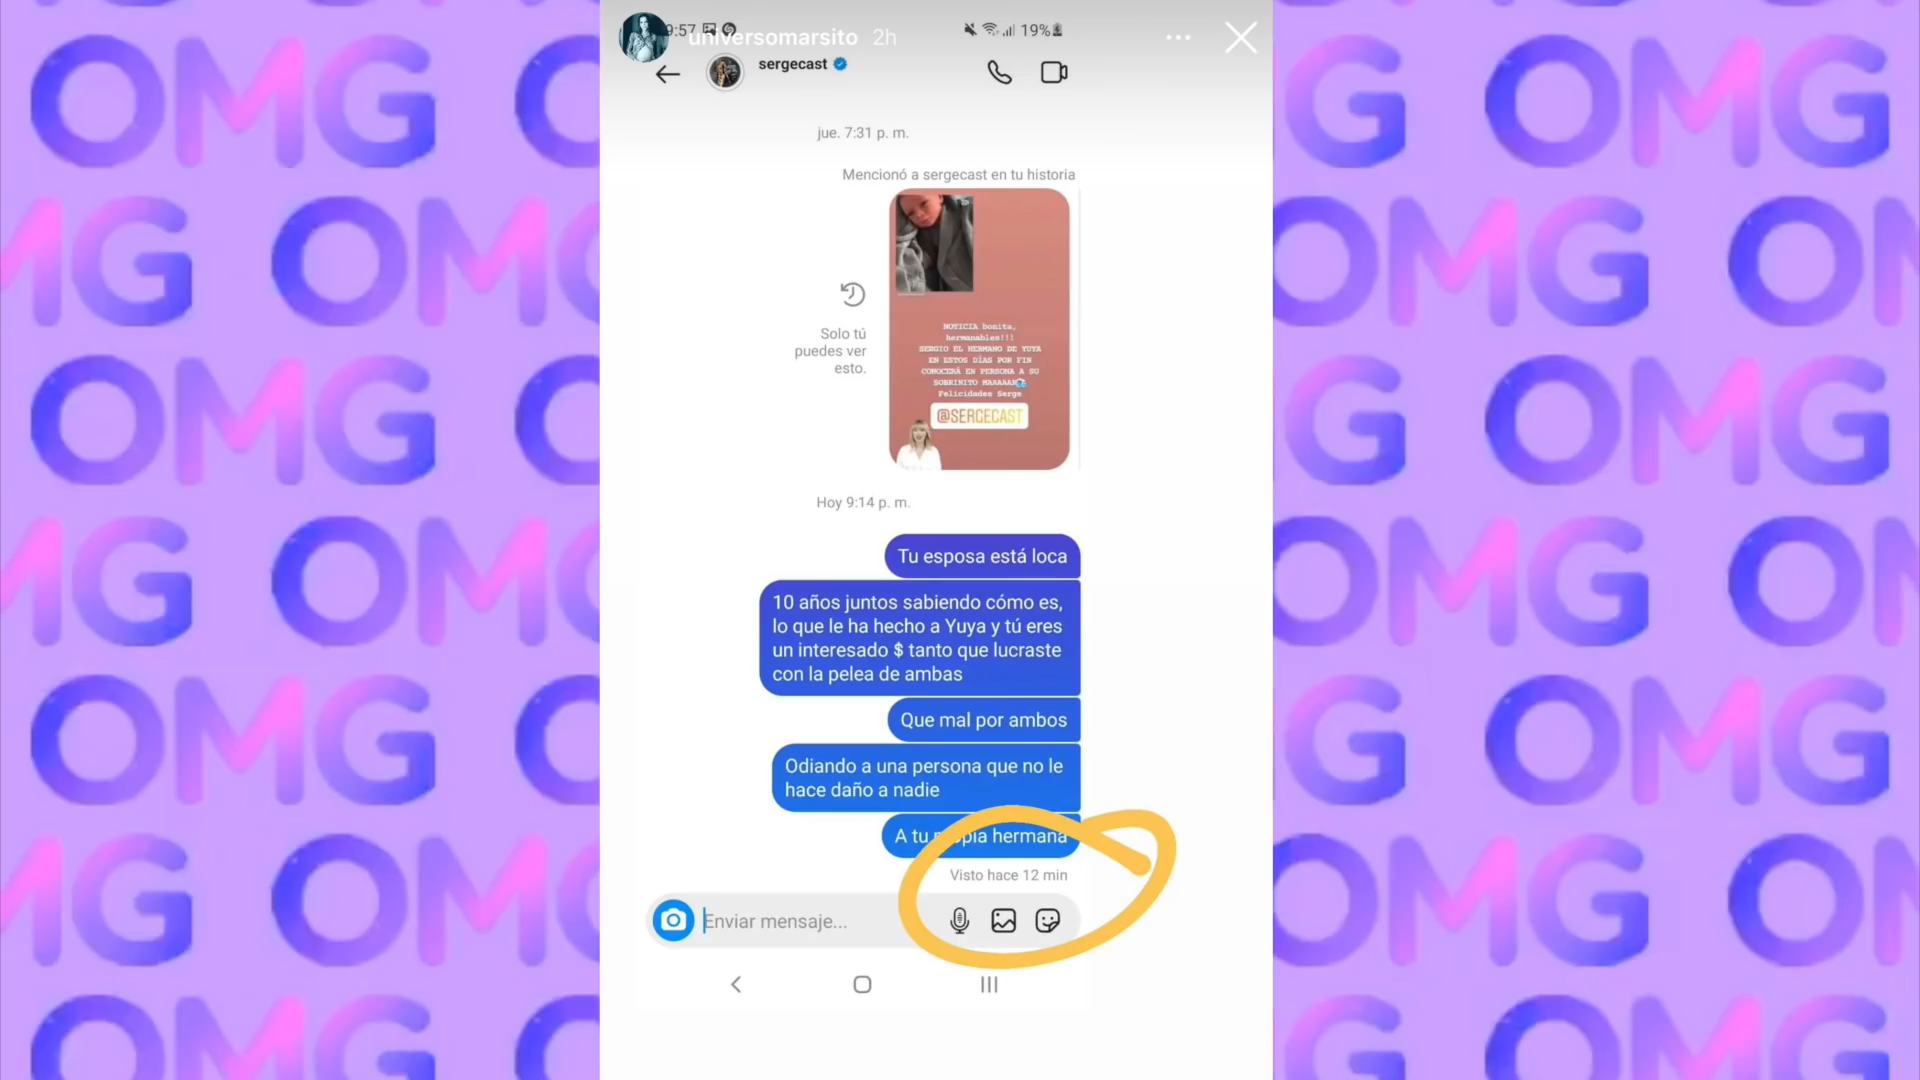 OMG
9:57
19%
universomarsito 2h
sergecast
jue. 7:31 p. m.
Mencionó a sergecast en tu historia
NOTICIA bonita,
hermanables!!!
SERGIO EL HERMANO DE YUYA
EN ESTOS DÍAS POR FIN
CONOCERÁ EN PERSONA A SU
SOBRINITO MAAAAAR
Felicidades Serge
@SERGECAST
Solo tú
puedes ver
esto.
Hoy 9:14 p. m.
Tu esposa está loca
10 años juntos sabiendo cómo es,
lo que le ha hecho a Yuya y tú eres
un interesado $ tanto que lucraste
con la pelea de ambas
Que mal por ambos
Odiando a una persona que no le
hace daño a nadie
A tu propia hermana
Visto hace 12 min
Enviar mensaje...